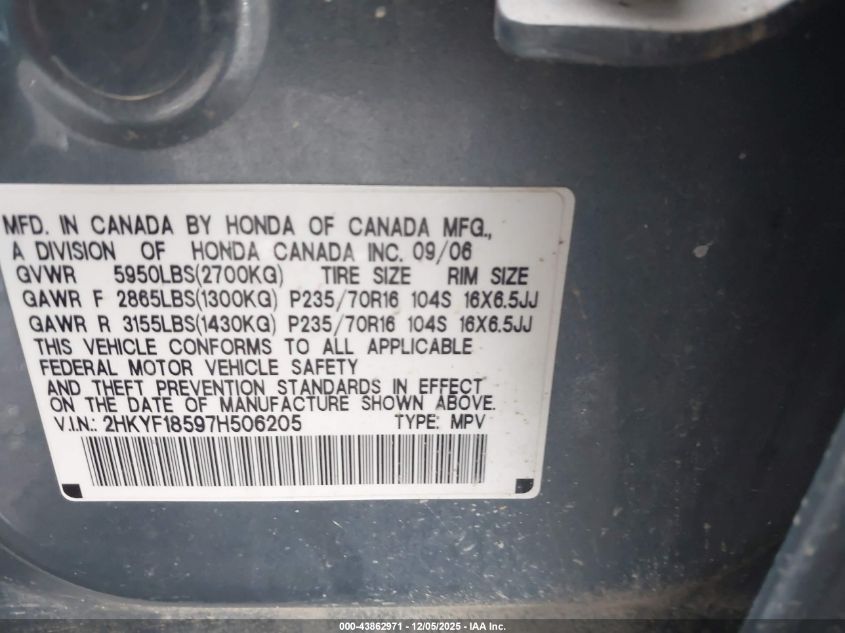 MFD. IN CANADA BY HONDA OF CANADA MFG.,
A DIVISION OF HONDA CANADA INC. 09/06
GVWR 5950LBS(2700KG) TIRE SIZE RIM SIZE
GAWR F 2865LBS(1300KG) P235/70R16 104S 16X6.5JJ
GAWR R 3155LBS(1430KG) P235/70R16 104S 16X6.5JJ
THIS VEHICLE CONFORMS TO ALL APPLICABLE
FEDERAL MOTOR VEHICLE SAFETY
AND THEFT PREVENTION STANDARDS IN EFFECT
ON THE DATE OF MANUFACTURE SHOWN ABOVE.
V.I.N.: 2HKYF18597H506205 TYPE: MPV
000-43862971 - 12/05/2025 - IAA Inc.